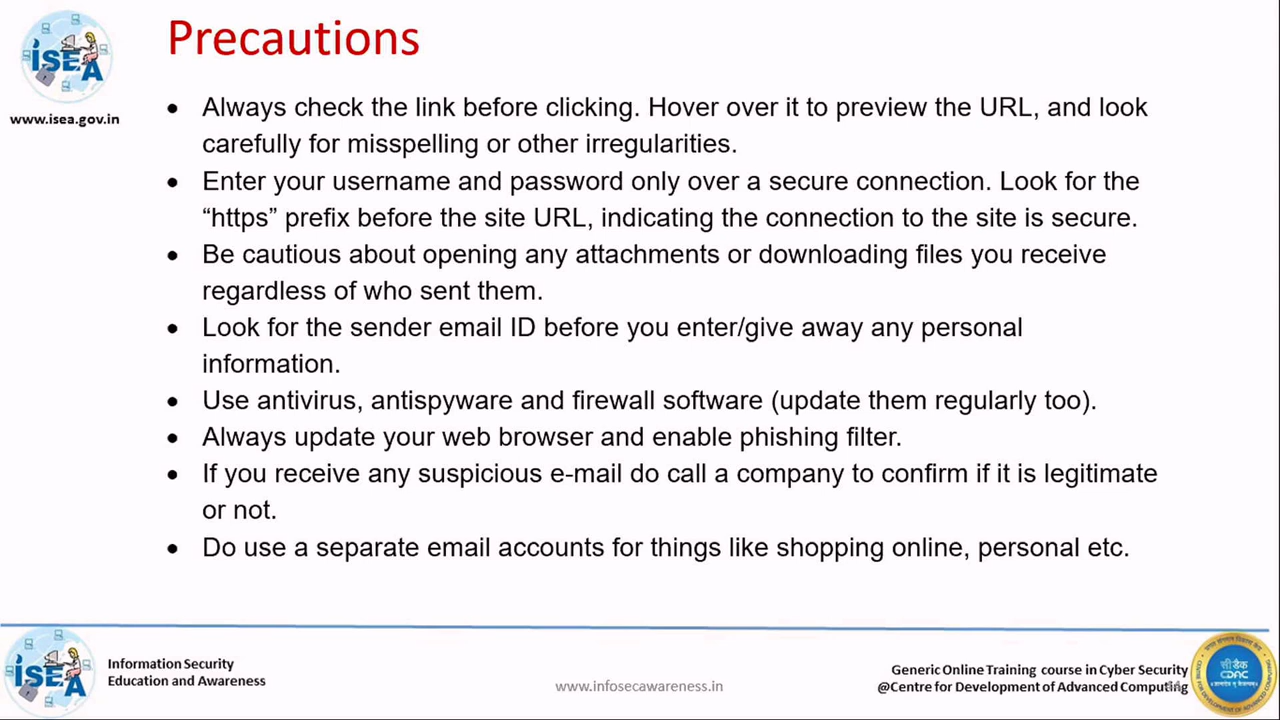 Precautions
ISEA
www.isea.gov.in
• Always check the link before clicking. Hover over it to preview the URL, and look
carefully for misspelling or other irregularities.
• Enter your username and password only over a secure connection. Look for the
“https” prefix before the site URL, indicating the connection to the site is secure.
• Be cautious about opening any attachments or downloading files you receive
regardless of who sent them.
• Look for the sender email ID before you enter/give away any personal
information.
• Use antivirus, antispyware and firewall software (update them regularly too).
• Always update your web browser and enable phishing filter.
• If you receive any suspicious e-mail do call a company to confirm if it is legitimate
or not.
• Do use a separate email accounts for things like shopping online, personal etc.
ISEA
Information Security
Education and Awareness
www.infosecawareness.in
Generic Online Training course in Cyber Security
@Centre for Development of Advanced Computing
सी डैक
CDAC